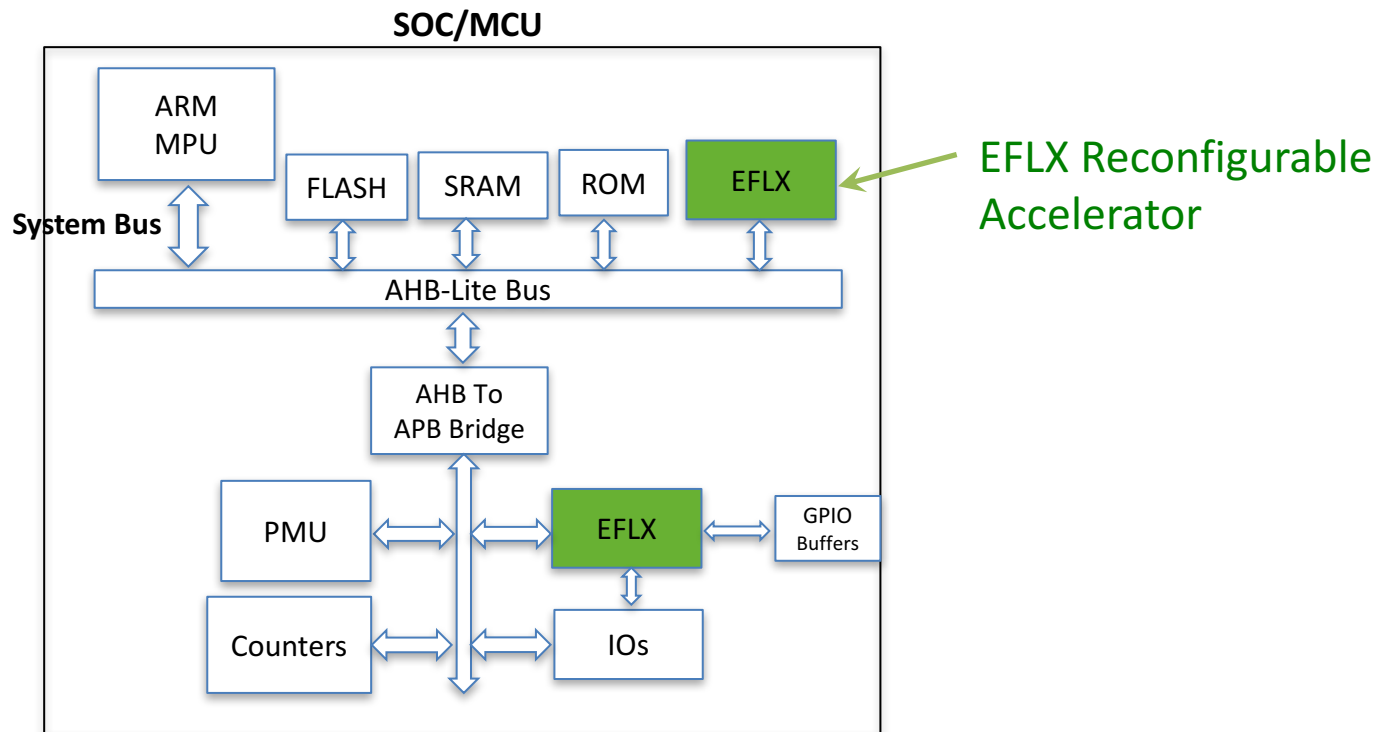 SOC/MCU
ARM
MPU
FLASH
SRAM
ROM
EFLX
EFLX Reconfigurable
Accelerator
System Bus
AHB-Lite Bus
AHB To
APB Bridge
PMU
EFLX
GPIO
Buffers
Counters
IOs